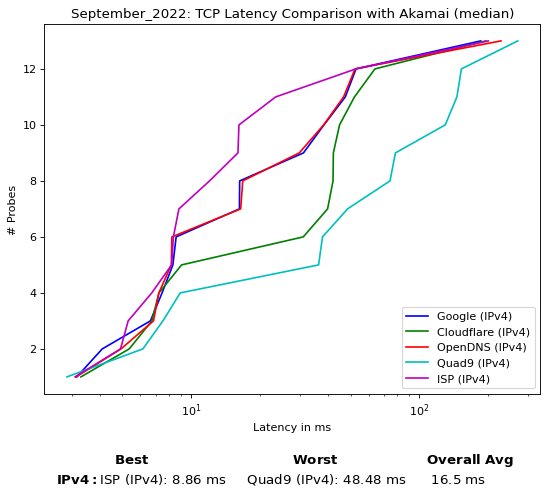 September_2022: TCP Latency Comparison with Akamai (median)
# Probes
12
10
8
6
4
2
Google (IPv4)
Cloudflare (IPv4)
OpenDNS (IPv4)
Quad9 (IPv4)
ISP (IPv4)
10¹ 10²
Latency in ms
Best Worst Overall Avg
IPv4: ISP (IPv4): 8.86 ms Quad9 (IPv4): 48.48 ms 16.5 ms